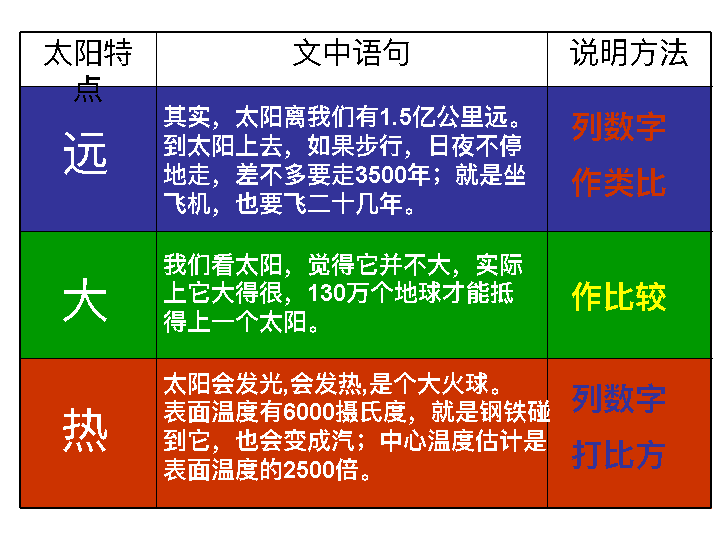 太阳特点
文中语句
说明方法
远
其实，太阳离我们有1.5亿公里远。
到太阳上去，如果步行，日夜不停
地走，差不多要走3500年；就是坐
飞机，也要飞二十几年。
列数字
作类比
大
我们看太阳，觉得它并不大，实际
上它大得很，130万个地球才能抵
得上一个太阳。
作比较
热
太阳会发光,会发热,是个大火球。
表面温度有6000摄氏度，就是钢铁碰
到它，也会变成汽；中心温度估计是
表面温度的2500倍。
列数字
打比方